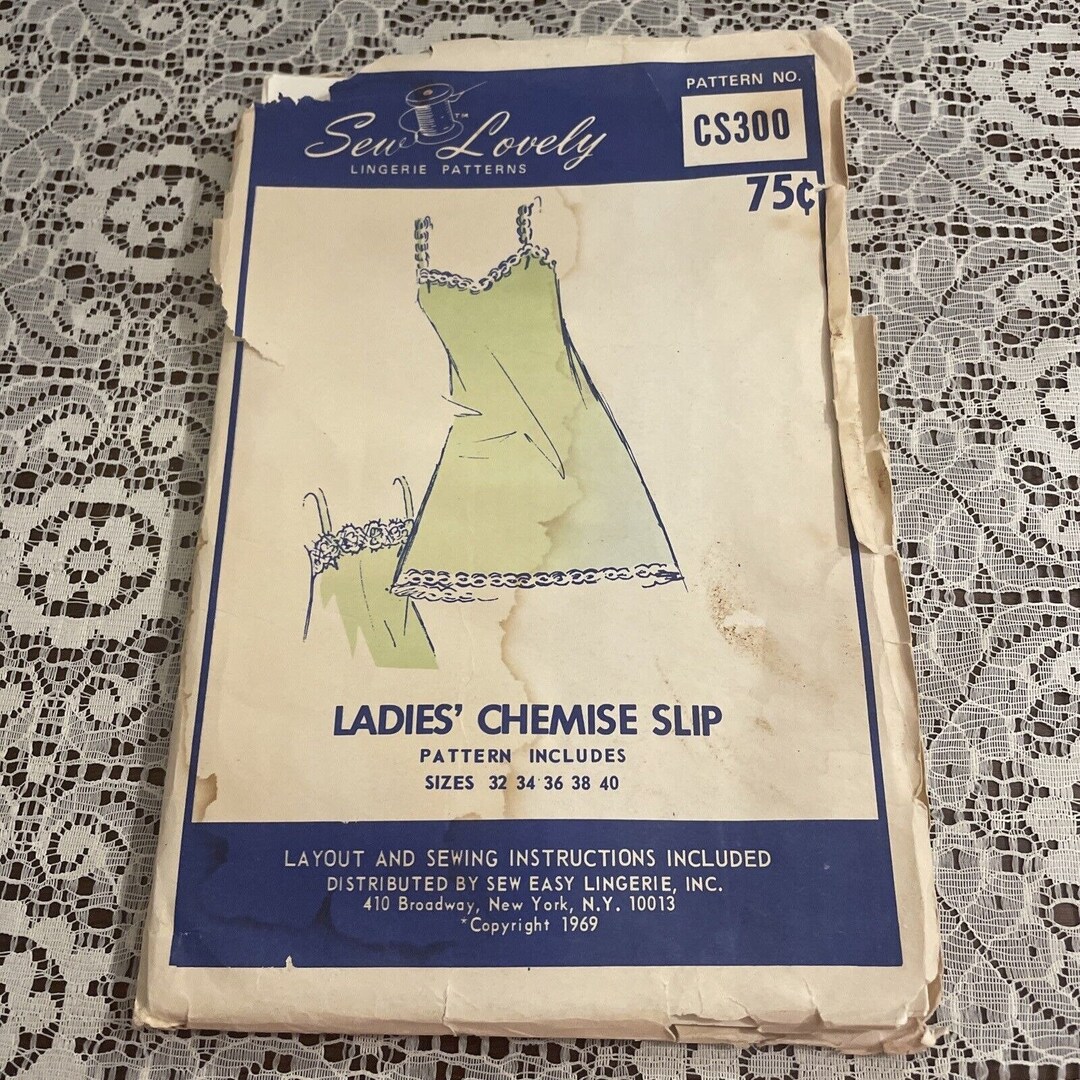 PATTERN NO.
CS300
Sew Lovely™
LINGERIE PATTERNS
75¢
LADIES' CHEMISE SLIP
PATTERN INCLUDES
SIZES 32 34 36 38 40
LAYOUT AND SEWING INSTRUCTIONS INCLUDED
DISTRIBUTED BY SEW EASY LINGERIE, INC.
410 Broadway, New York, N.Y. 10013
*Copyright 1969